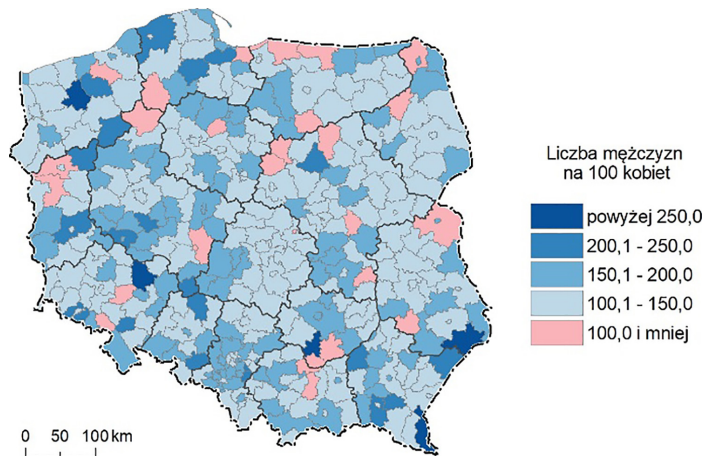 Liczba mężczyzn
na 100 kobiet
powyżej 250,0
200,1 - 250,0
150,1 - 200,0
100,1 - 150,0
100,0 i mniej
0 50 100 km